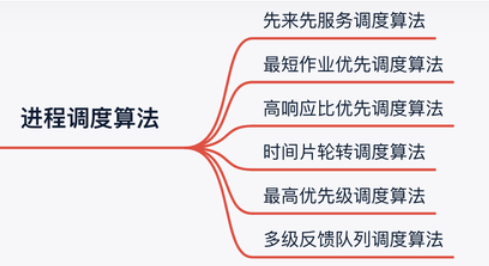 进程调度算法
先来先服务调度算法
最短作业优先调度算法
高响应比优先调度算法
时间片轮转调度算法
最高优先级调度算法
多级反馈队列调度算法